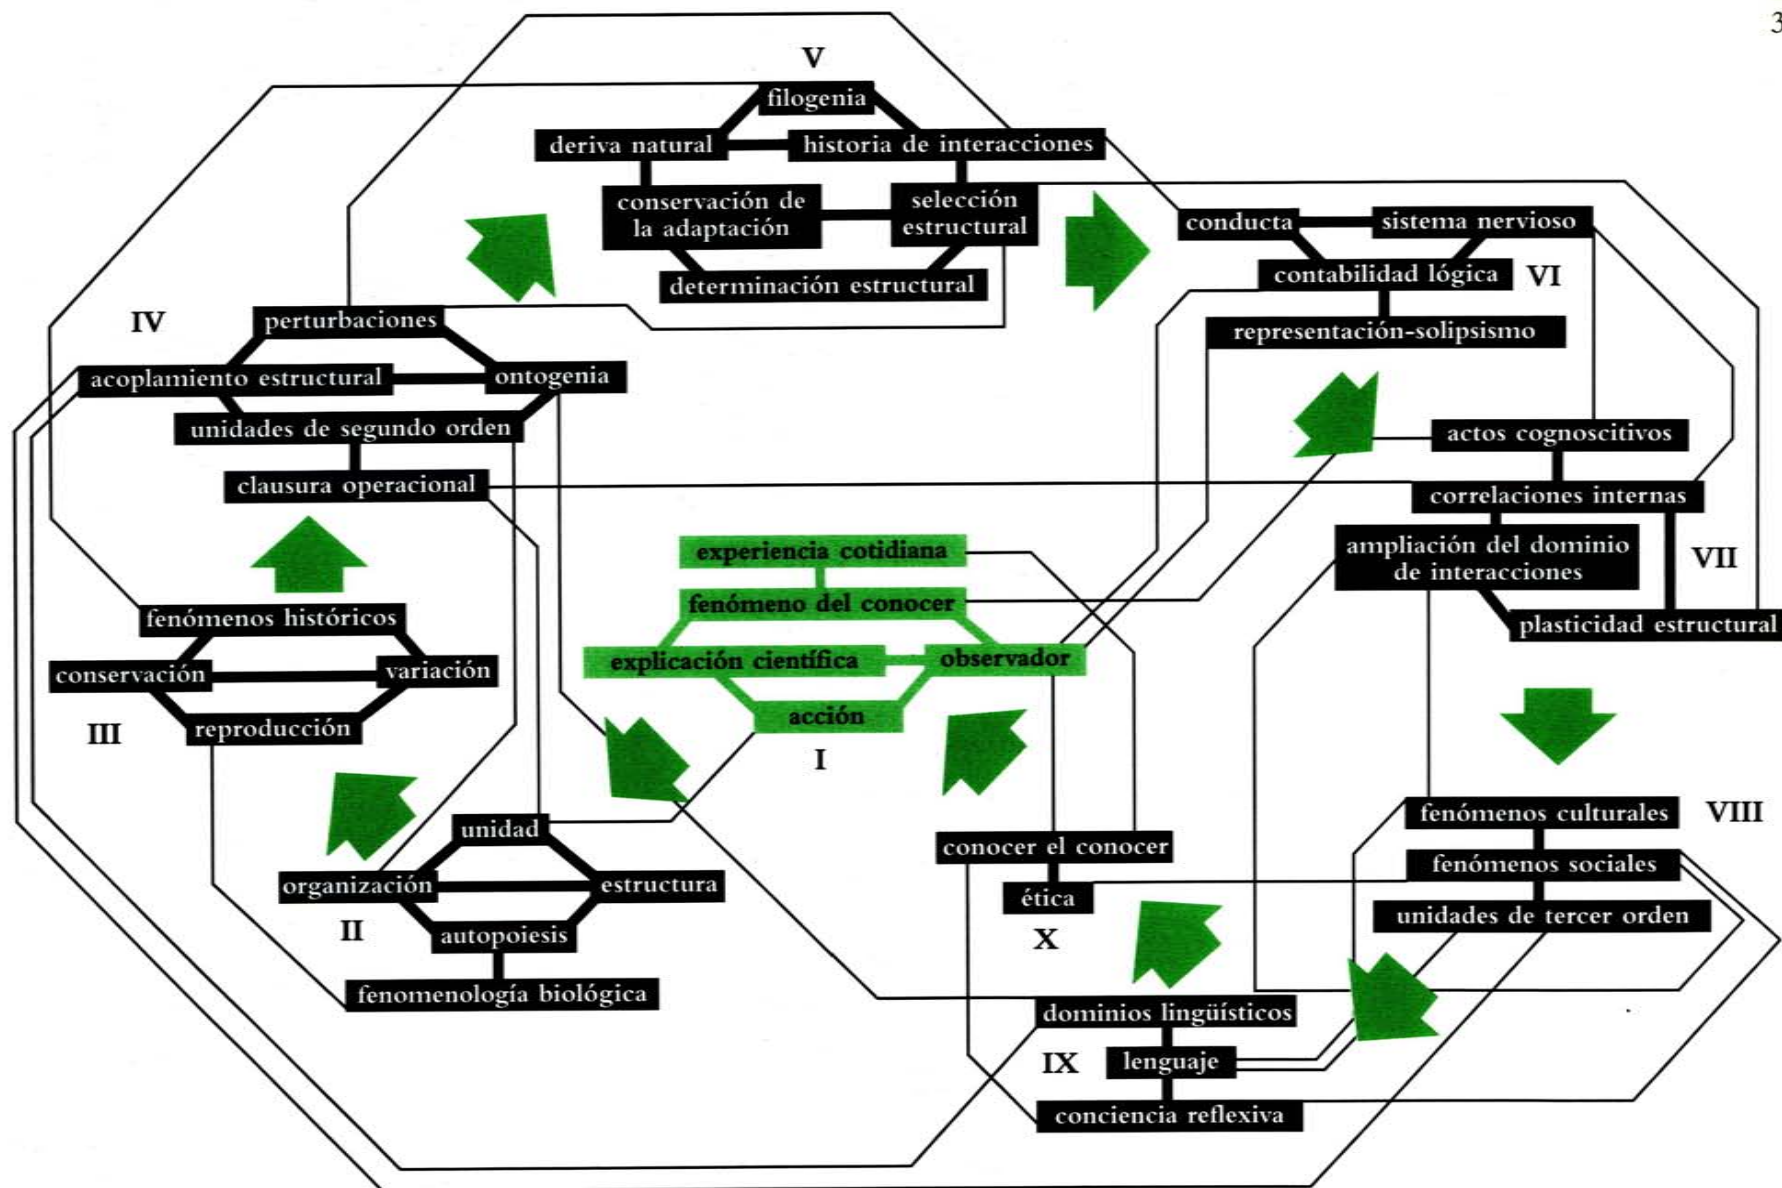 3
V
filogenia
deriva natural
historia de interacciones
conservación de
la adaptación
selección
estructural
determinación estructural
conducta
sistema nervioso
contabilidad lógica
VI
representación-solipsismo
IV
perturbaciones
acoplamiento estructural
ontogenia
unidades de segundo orden
clausura operacional
actos cognoscitivos
correlaciones internas
ampliación del dominio
de interacciones
VII
plasticidad estructural
experiencia cotidiana
fenómeno del conocer
explicación científica
observador
acción
I
fenómenos históricos
conservación
variación
reproducción
III
unidad
organización
estructura
II
autopoiesis
fenomenología biológica
conocer el conocer
ética
X
fenómenos culturales
VIII
fenómenos sociales
unidades de tercer orden
dominios lingüísticos
IX
lenguaje
conciencia reflexiva